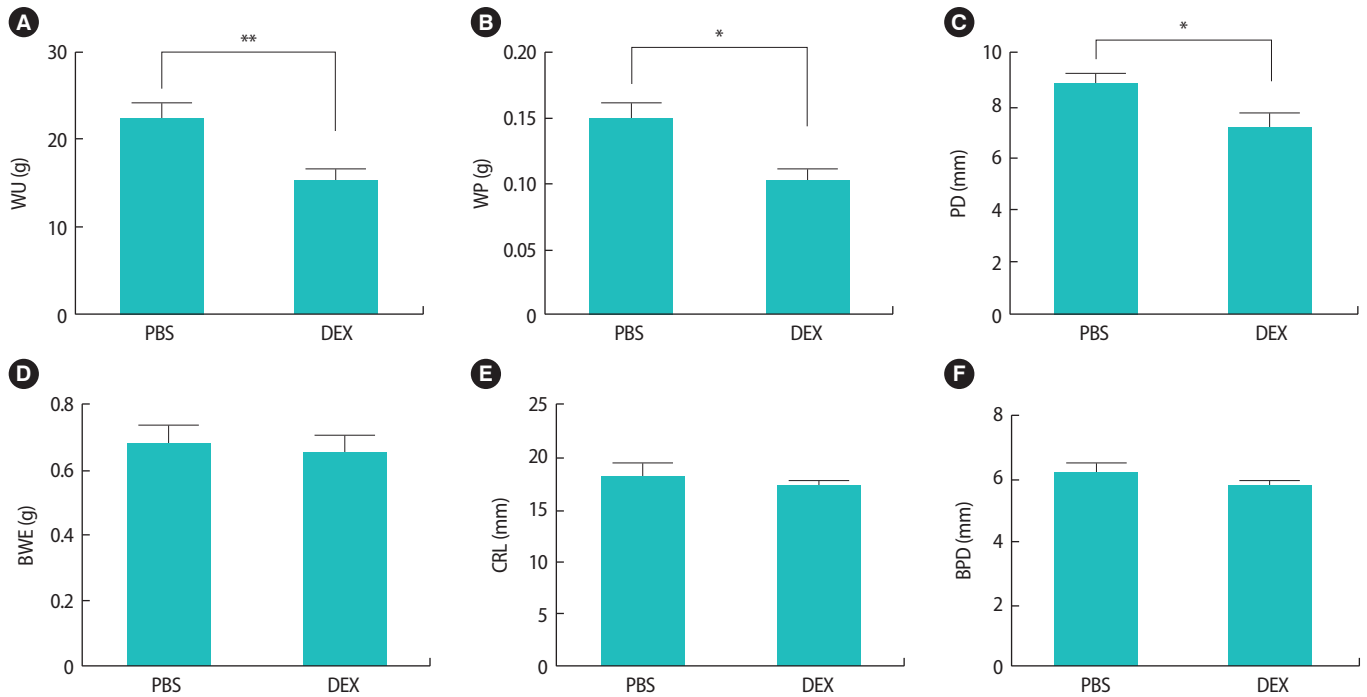 A
**
30
20
10
0
WU (g)
PBS DEX
B
*
0.20
0.15
0.10
0.05
0
WP (g)
PBS DEX
C
*
10
8
6
4
2
0
PD (mm)
PBS DEX
D
0.8
0.6
0.4
0.2
0
BWE (g)
PBS DEX
E
25
20
15
10
5
0
CRL (mm)
PBS DEX
F
8
6
4
2
0
BPD (mm)
PBS DEX